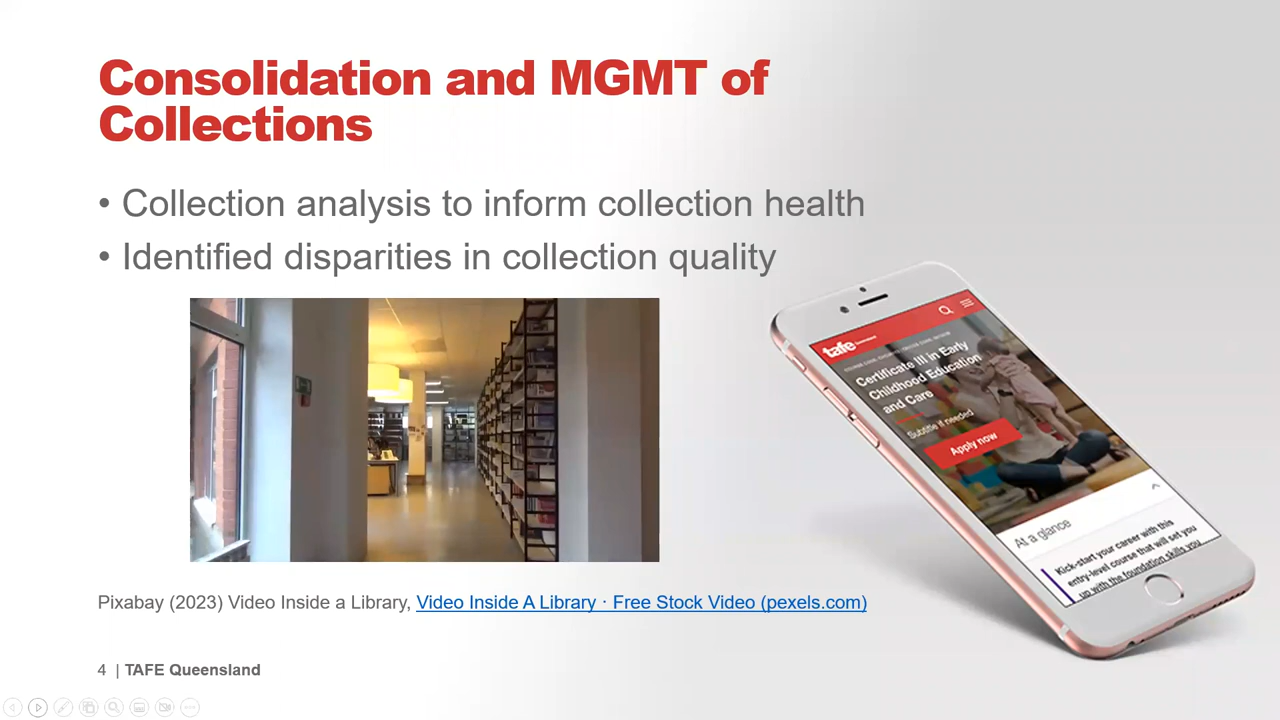 Consolidation and MGMT of
Collections
• Collection analysis to inform collection health
• Identified disparities in collection quality
tafe
Certificate III in Early
Childhood Education
and Care
Subtitle if needed
Apply now
At a glance
Kick-start your career with this
entry-level course that will set you
up with the foundation skills you
Pixabay (2023) Video Inside a Library, Video Inside A Library · Free Stock Video (pexels.com)
4 | TAFE Queensland